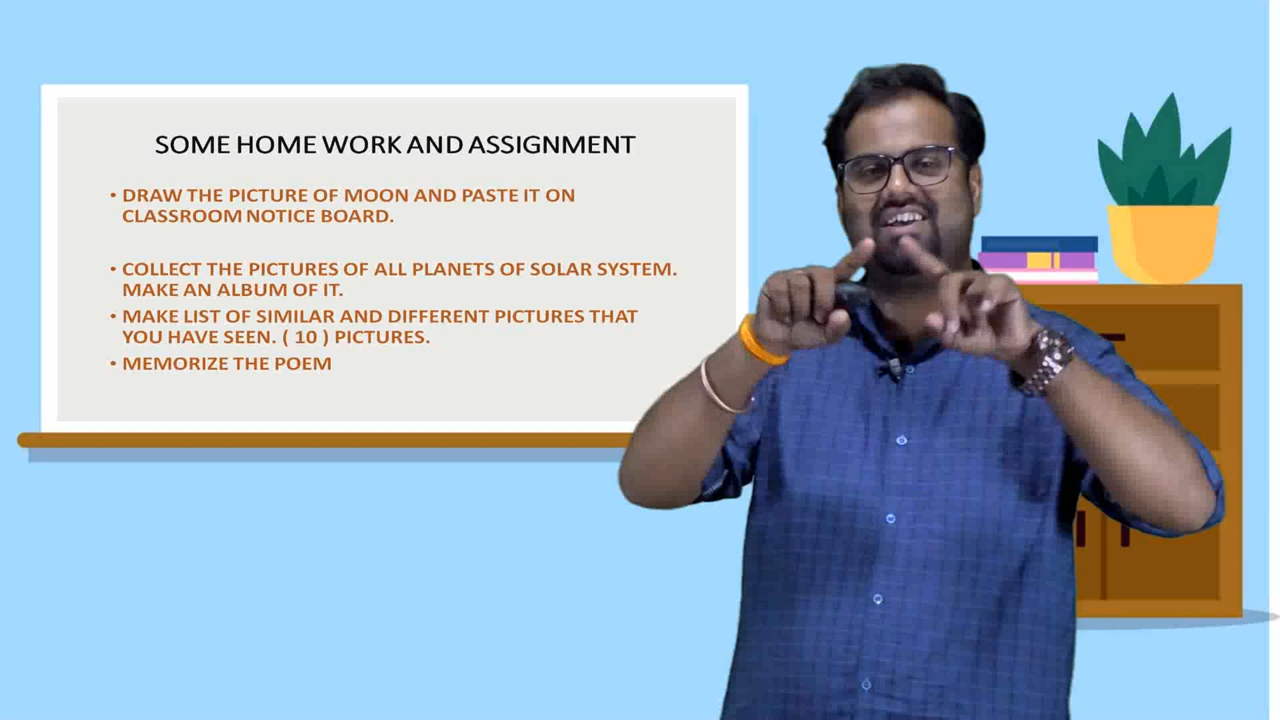 SOME HOME WORK AND ASSIGNMENT
• DRAW THE PICTURE OF MOON AND PASTE IT ON
CLASSROOM NOTICE BOARD.
• COLLECT THE PICTURES OF ALL PLANETS OF SOLAR SYSTEM.
MAKE AN ALBUM OF IT.
• MAKE LIST OF SIMILAR AND DIFFERENT PICTURES THAT
YOU HAVE SEEN. ( 10 ) PICTURES.
• MEMORIZE THE POEM